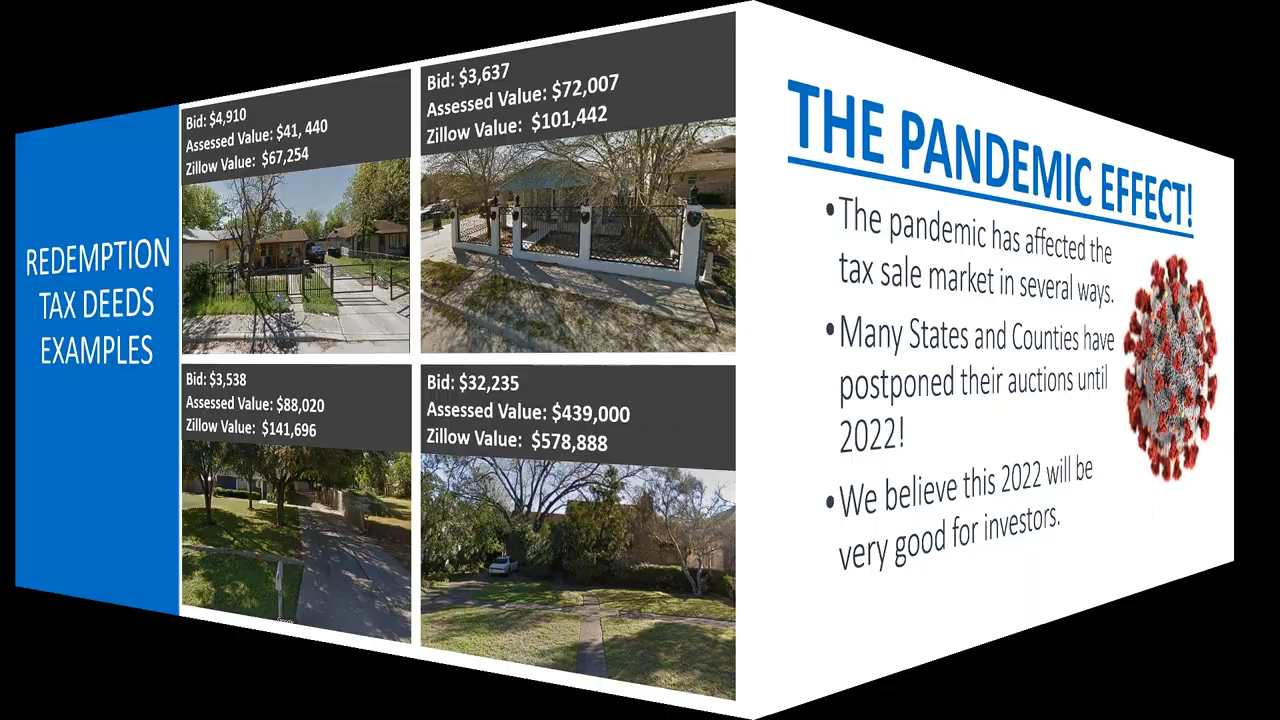 REDEMPTION
TAX DEEDS
EXAMPLES
Bid: $4,910
Assessed Value: $41, 440
Zillow Value: $67,254
Bid: $3,637
Assessed Value: $72,007
Zillow Value: $101,442
Bid: $3,538
Assessed Value: $88,020
Zillow Value: $141,696
Bid: $32,235
Assessed Value: $439,000
Zillow Value: $578,888
THE PANDEMIC EFFECT!
•The pandemic has affected the
tax sale market in several ways.
•Many States and Counties have
postponed their auctions until
2022!
•We believe this 2022 will be
very good for investors.